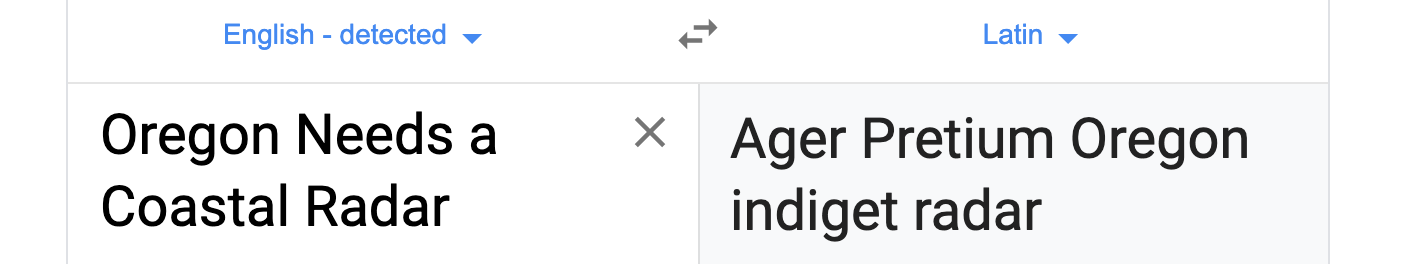 English - detected Latin
Oregon Needs a
Coastal Radar
Ager Pretium Oregon
indiget radar